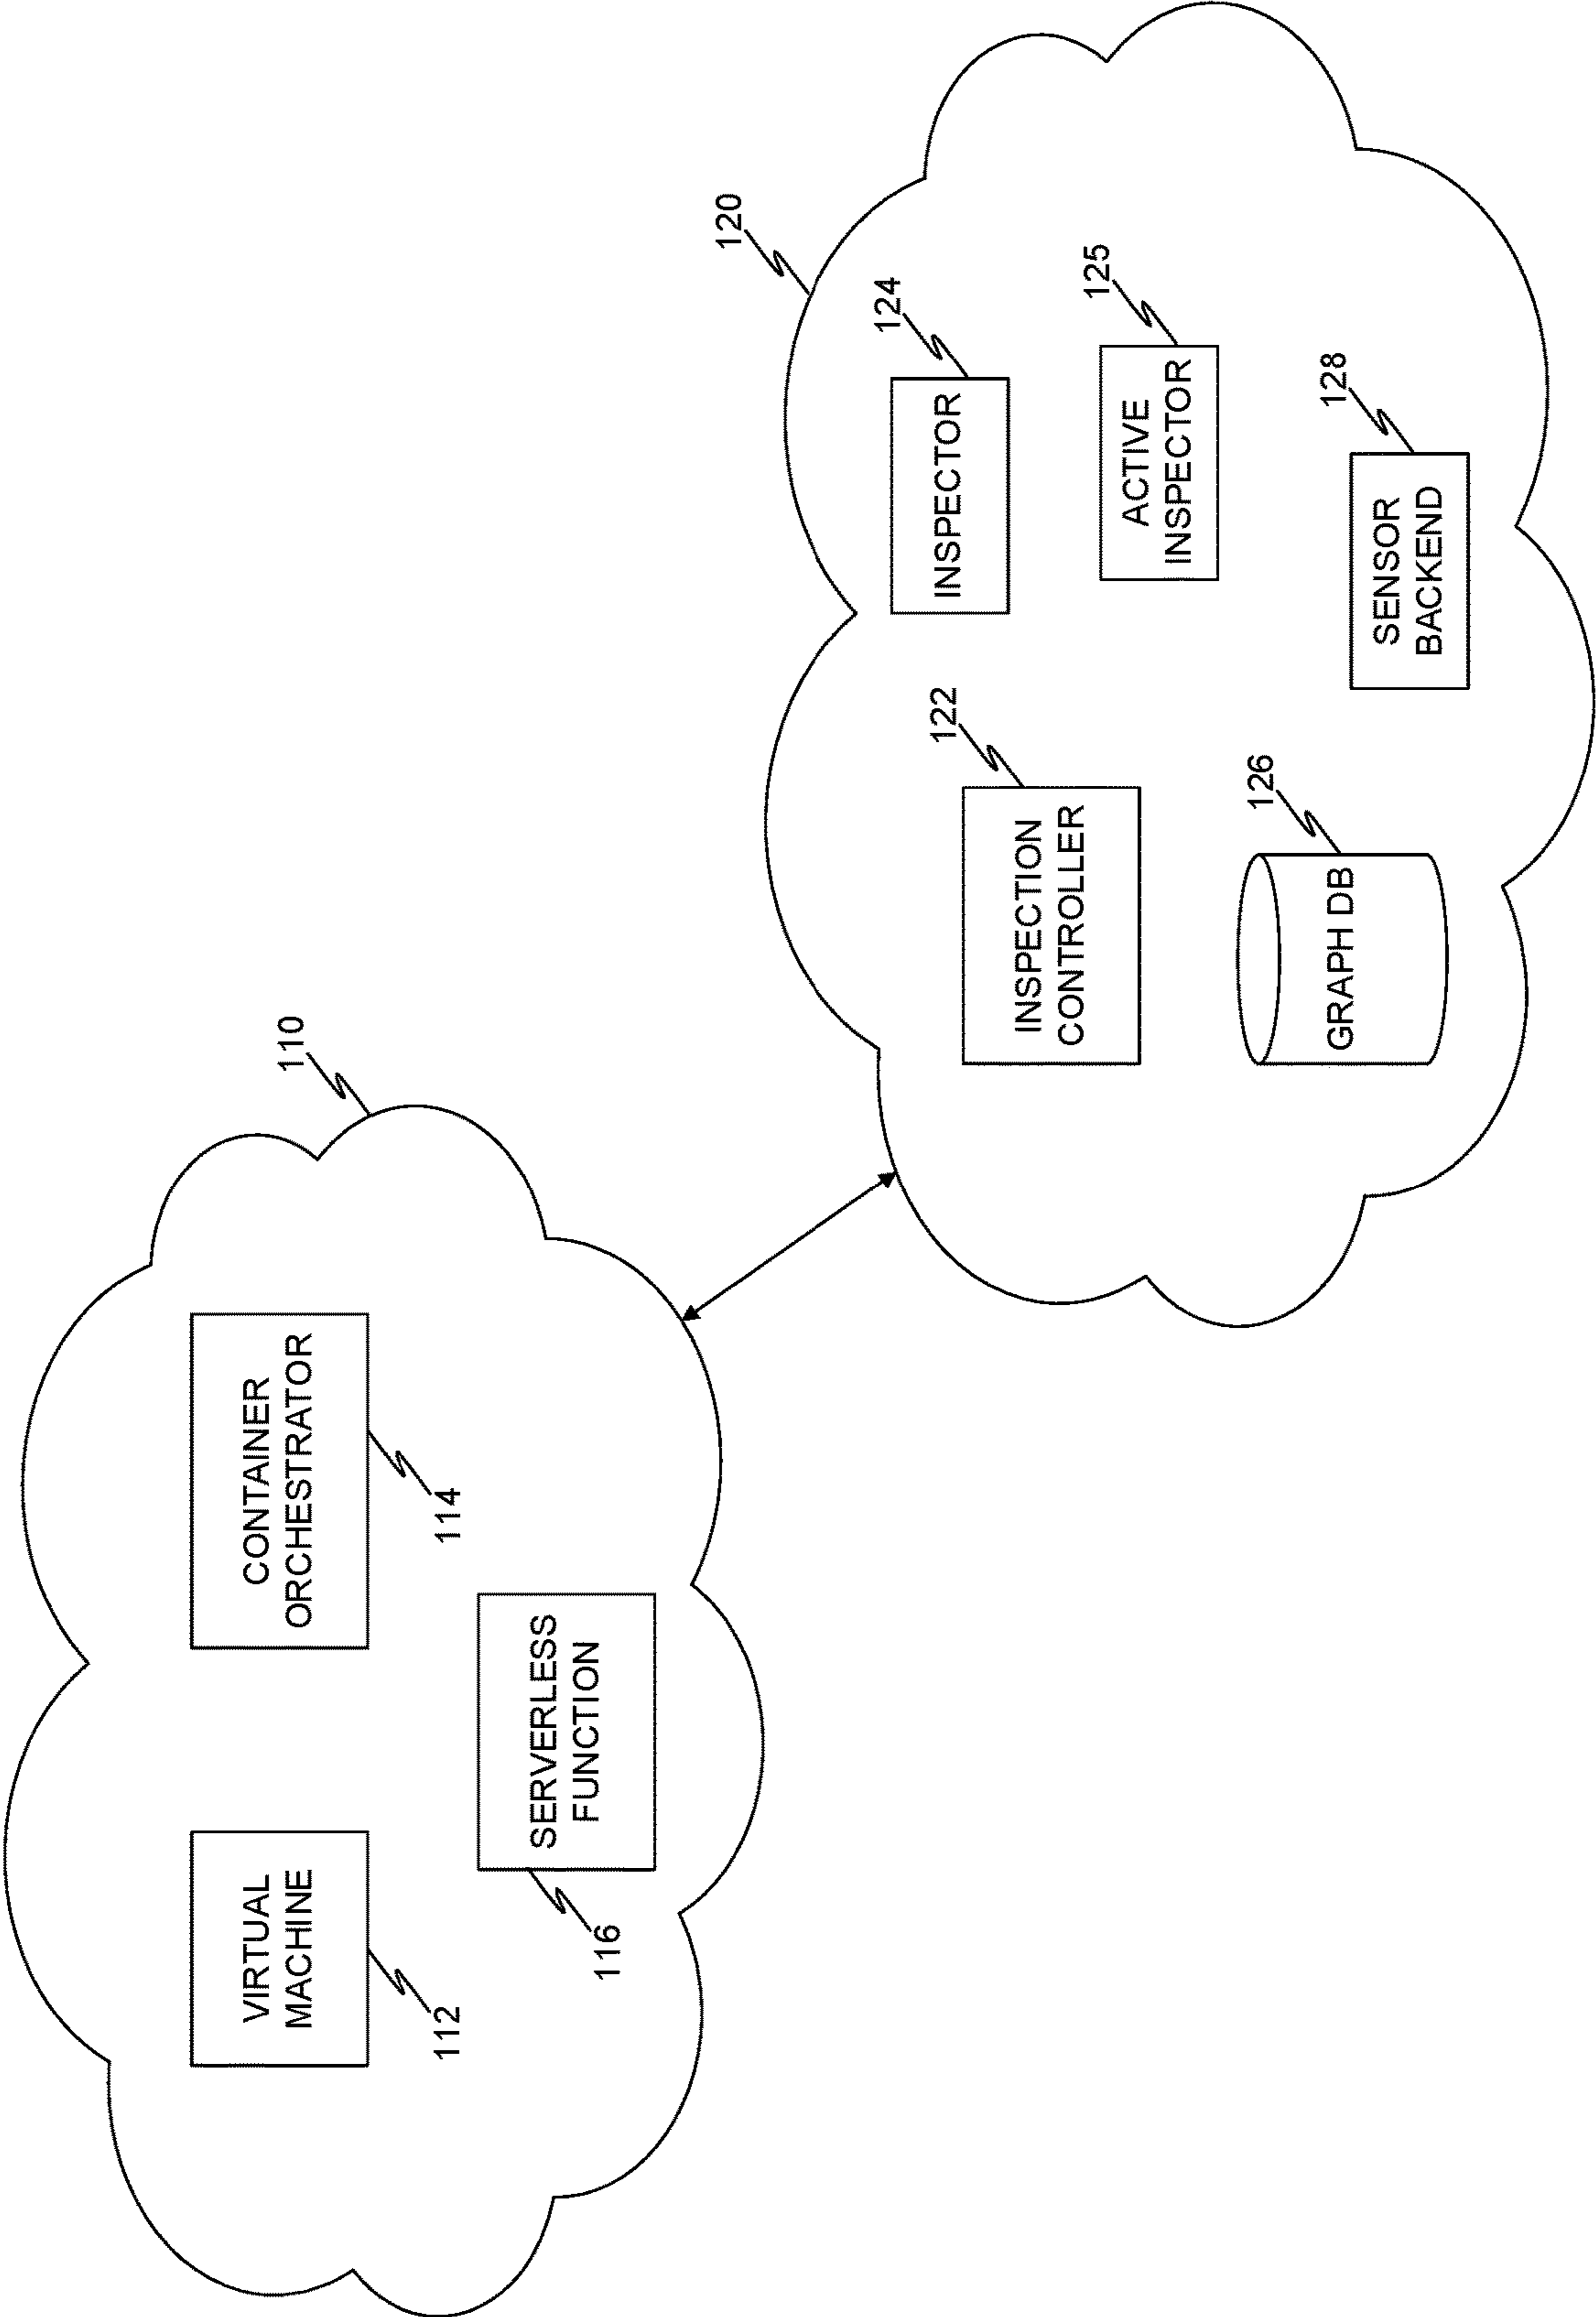 110
VIRTUAL
MACHINE
112
CONTAINER
ORCHESTRATOR
114
SERVERLESS
FUNCTION
116
120
INSPECTION
CONTROLLER
122
INSPECTOR
124
ACTIVE
INSPECTOR
125
GRAPH DB
126
SENSOR
BACKEND
128